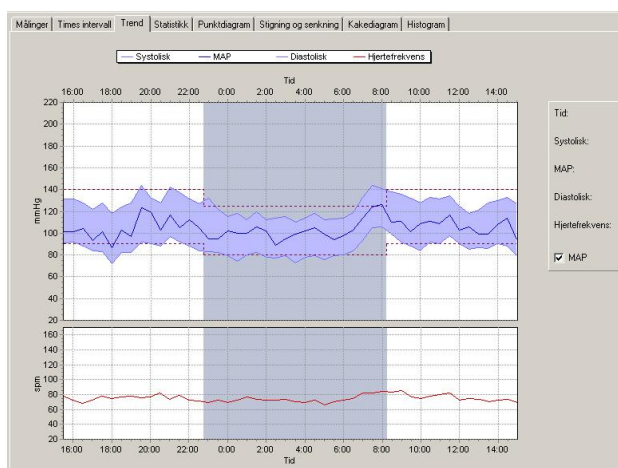 Målinger Times intervall Trend Statistikk Punktdiagram Stigning og senkning Kakediagram Histogram
Systolisk MAP Diastolisk Hjertefrekvens
Tid
16:00 18:00 20:00 22:00 0:00 2:00 4:00 6:00 8:00 10:00 12:00 14:00
220
200
180
160
140
120
100
80
60
40
20
mmHg
160
140
120
100
80
60
40
20
spm
16:00 18:00 20:00 22:00 0:00 2:00 4:00 6:00 8:00 10:00 12:00 14:00
Tid
Tid:
Systolisk:
MAP:
Diastolisk:
Hjertefrekvens:
MAP